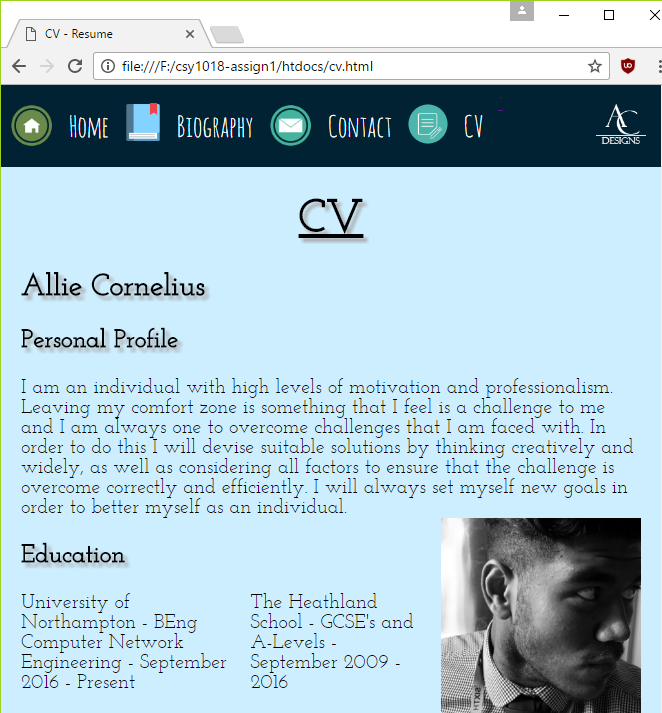 CV - Resume
file:///F:/csy1018-assign1/htdocs/cv.html
Home Biography Contact CV
AC
DESIGNS
CV
Allie Cornelius
Personal Profile
I am an individual with high levels of motivation and professionalism.
Leaving my comfort zone is something that I feel is a challenge to me
and I am always one to overcome challenges that I am faced with. In
order to do this I will devise suitable solutions by thinking creatively and
widely, as well as considering all factors to ensure that the challenge is
overcome correctly and efficiently. I will always set myself new goals in
order to better myself as an individual.
Education
University of
Northampton - BEng
Computer Network
Engineering - September
2016 - Present
The Heathland
School - GCSE's and
A-Levels -
September 2009 -
2016